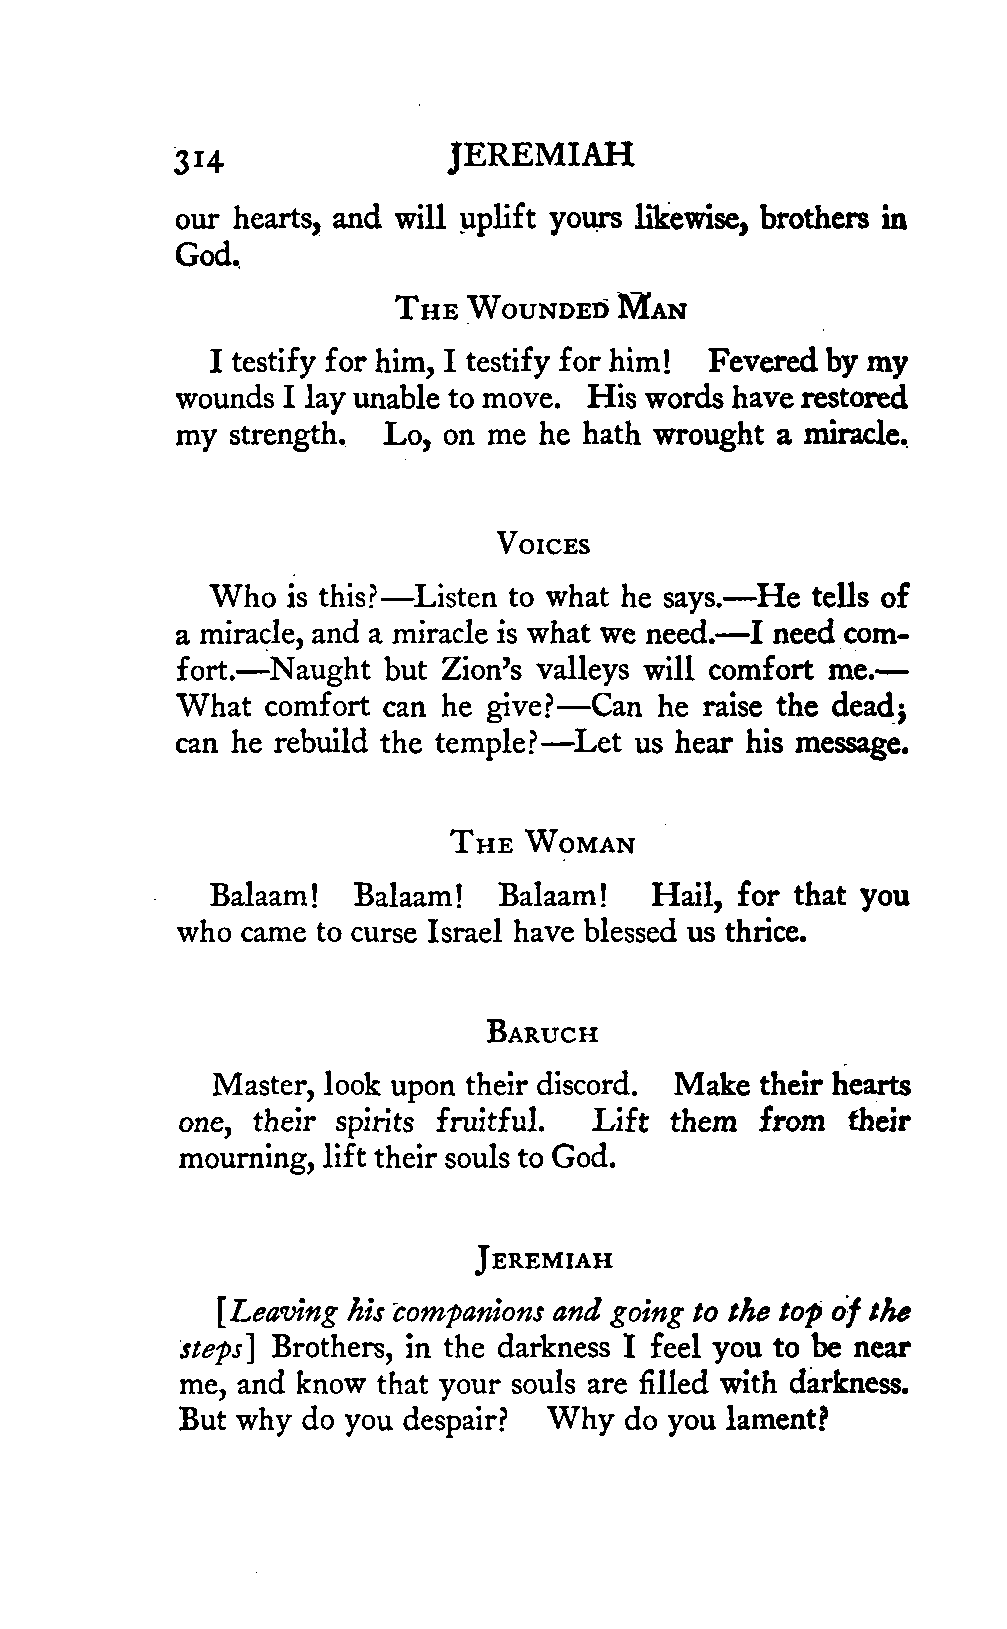 314 JEREMIAH
our hearts, and will uplift yours likewise, brothers in
God.
THE WOUNDED MAN
I testify for him, I testify for him! Fevered by my
wounds I lay unable to move. His words have restored
my strength. Lo, on me he hath wrought a miracle.
VOICES
Who is this?—Listen to what he says.—He tells of
a miracle, and a miracle is what we need.—I need com-
fort.—Naught but Zion's valleys will comfort me.—
What comfort can he give?—Can he raise the dead;
can he rebuild the temple?—Let us hear his message.
THE WOMAN
Balaam! Balaam! Balaam! Hail, for that you
who came to curse Israel have blessed us thrice.
BARUCH
Master, look upon their discord. Make their hearts
one, their spirits fruitful. Lift them from their
mourning, lift their souls to God.
JEREMIAH
[Leaving his companions and going to the top of the
steps] Brothers, in the darkness I feel you to be near
me, and know that your souls are filled with darkness.
But why do you despair? Why do you lament?